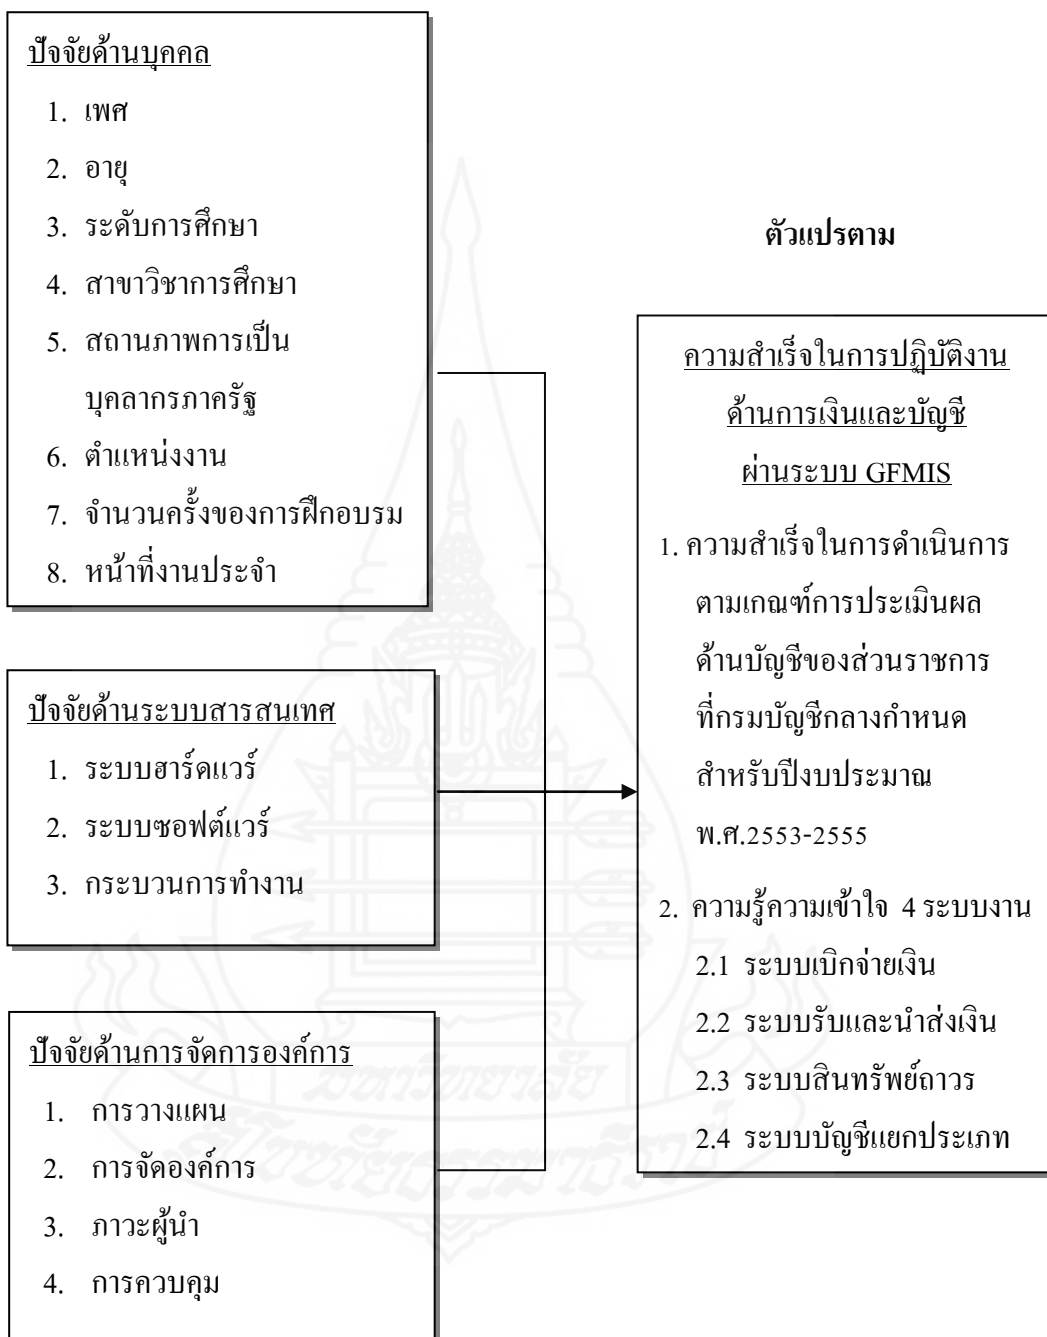 ปัจจัยด้านบุคคล
1. เพศ
2. อายุ
3. ระดับการศึกษา
4. สาขาวิชาการศึกษา
5. สถานภาพการเป็น
บุคลากรภาครัฐ
6. ตำแหน่งงาน
7. จำนวนครั้งของการฝึกอบรม
8. หน้าที่งานประจำ
ปัจจัยด้านระบบสารสนเทศ
1. ระบบฮาร์ดแวร์
2. ระบบซอฟต์แวร์
3. กระบวนการทำงาน
ปัจจัยด้านการจัดการองค์การ
1. การวางแผน
2. การจัดองค์การ
3. ภาวะผู้นำ
4. การควบคุม
ตัวแปรตาม
ความสำเร็จในการปฏิบัติงาน
ด้านการเงินและบัญชี
ผ่านระบบ GFMIS
1. ความสำเร็จในการดำเนินการ
ตามเกณฑ์การประเมินผล
ด้านบัญชีของส่วนราชการ
ที่กรมบัญชีกลางกำหนด
สำหรับปีงบประมาณ
พ.ศ.2553-2555
2. ความรู้ความเข้าใจ 4 ระบบงาน
2.1 ระบบเบิกจ่ายเงิน
2.2 ระบบรับและนำส่งเงิน
2.3 ระบบสินทรัพย์ถาวร
2.4 ระบบบัญชีแยกประเภท
มหาวิทยาลัย
สุโขทัยธรรมาธิราช